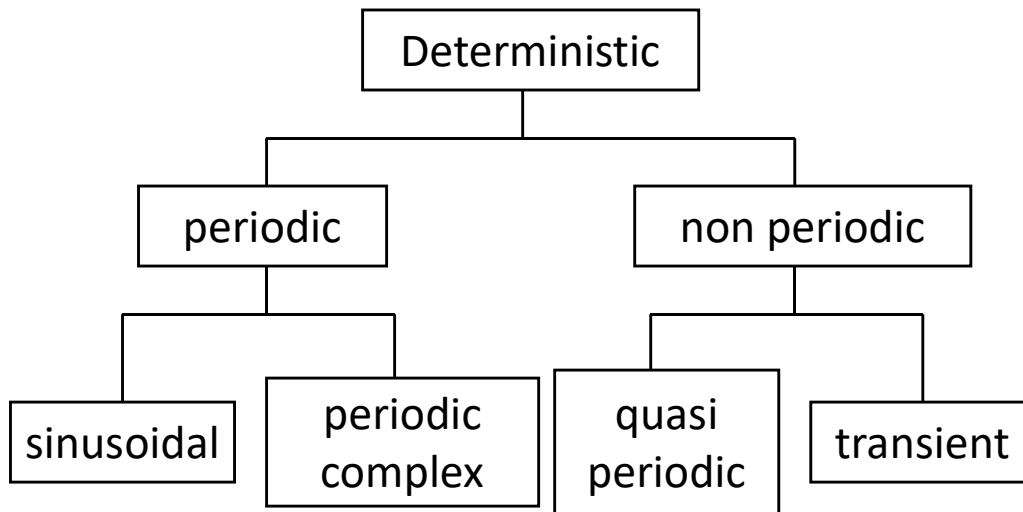 Deterministic
periodic
non periodic
sinusoidal
periodic
complex
quasi
periodic
transient